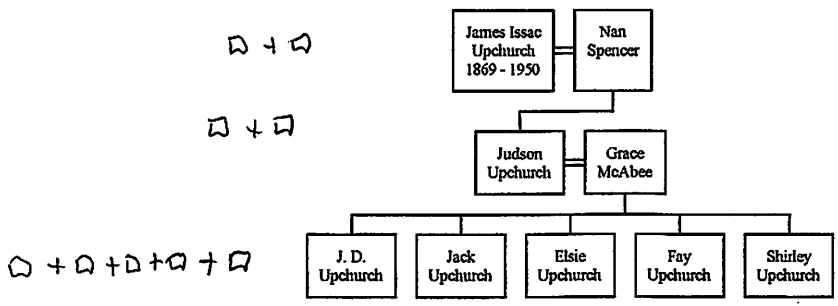 James Issac
Upchurch
1869 - 1950
Nan
Spencer
Judson
Upchurch
Grace
McAbee
J. D.
Upchurch
Jack
Upchurch
Elsie
Upchurch
Fay
Upchurch
Shirley
Upchurch